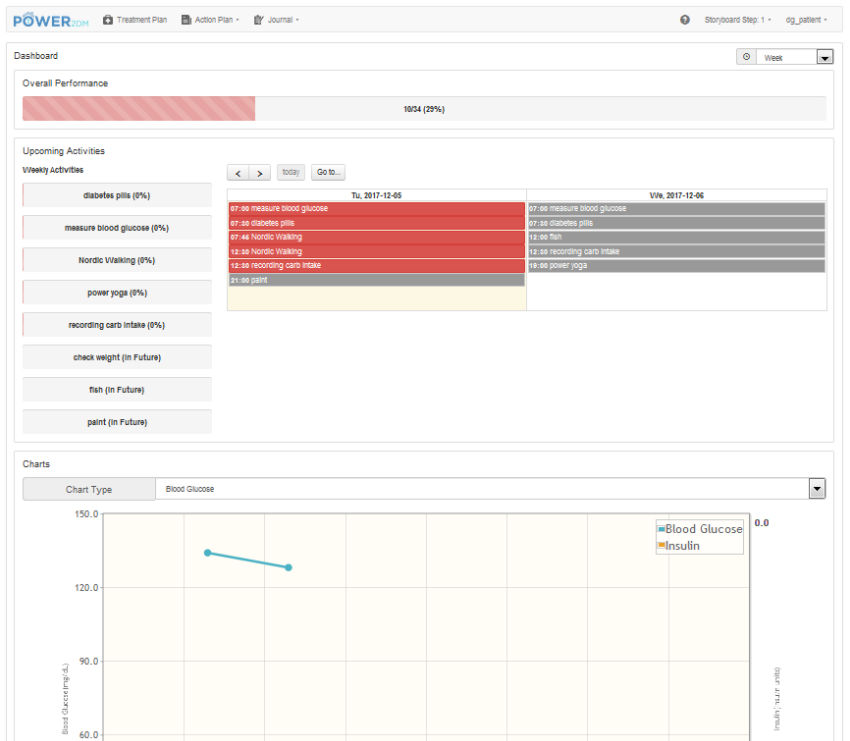 POWER2DM Treatment Plan Action Plan Journal Storyboard Step: 1 dg_patient
Dashboard
Week
Overall Performance
10/34 (29%)
Upcoming Activities
Weekly Activities
today Go to...
diabetes pills (0%)
measure blood glucose (0%)
Nordic Walking (0%)
power yoga (0%)
recording carb intake (0%)
check weight (In Future)
fish (In Future)
paint (In Future)
Tu, 2017-12-05
07:00 measure blood glucose
07:30 diabetes pills
07:45 Nordic Walking
12:30 Nordic Walking
12:30 recording carb intake
21:00 paint
We, 2017-12-06
07:00 measure blood glucose
07:30 diabetes pills
12:00 fish
12:30 recording carb intake
19:00 power yoga
Charts
Chart Type Blood Glucose
150.0
120.0
90.0
60.0
Blood Glucose(mg/dL)
Blood Glucose
Insulin
0.0
Insulin(insulin units)